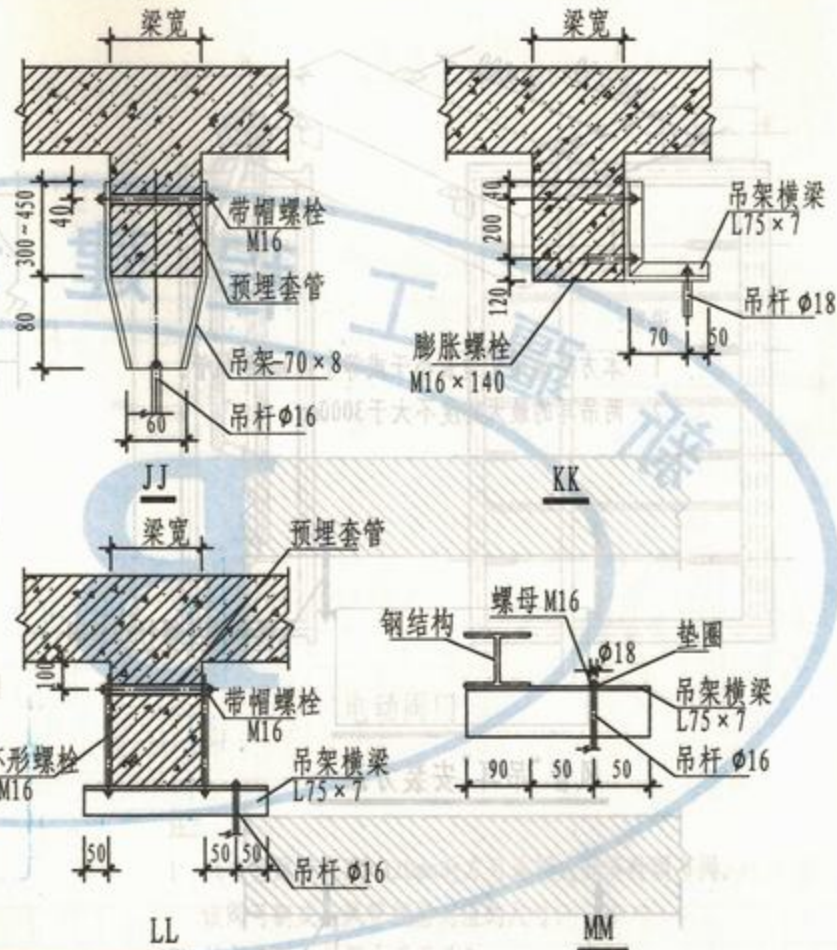 梁宽
300~450
40
80
带帽螺栓
M16
预埋套管
吊架-70×8
吊杆φ16
60
JJ
梁宽
40
200
120
吊架横梁
L75×7
吊杆φ18
70
50
膨胀螺栓
M16×140
KK
梁宽
预埋套管
100
带帽螺栓
M16
形螺栓
M16
吊架横梁
L75×7
50
50
50
吊杆φ16
LL
钢结构
螺母M16
φ18
垫圈
吊架横梁
L75×7
吊杆φ16
90
50
50
MM